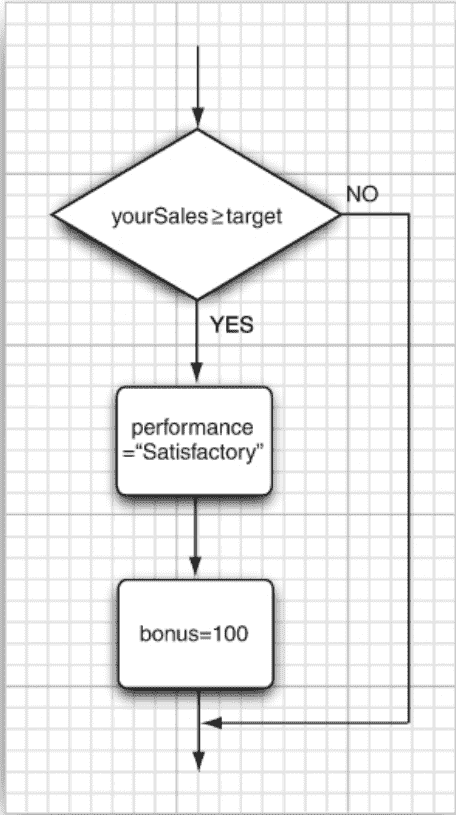 yourSales≥target
NO
YES
performance
=“Satisfactory”
bonus=100